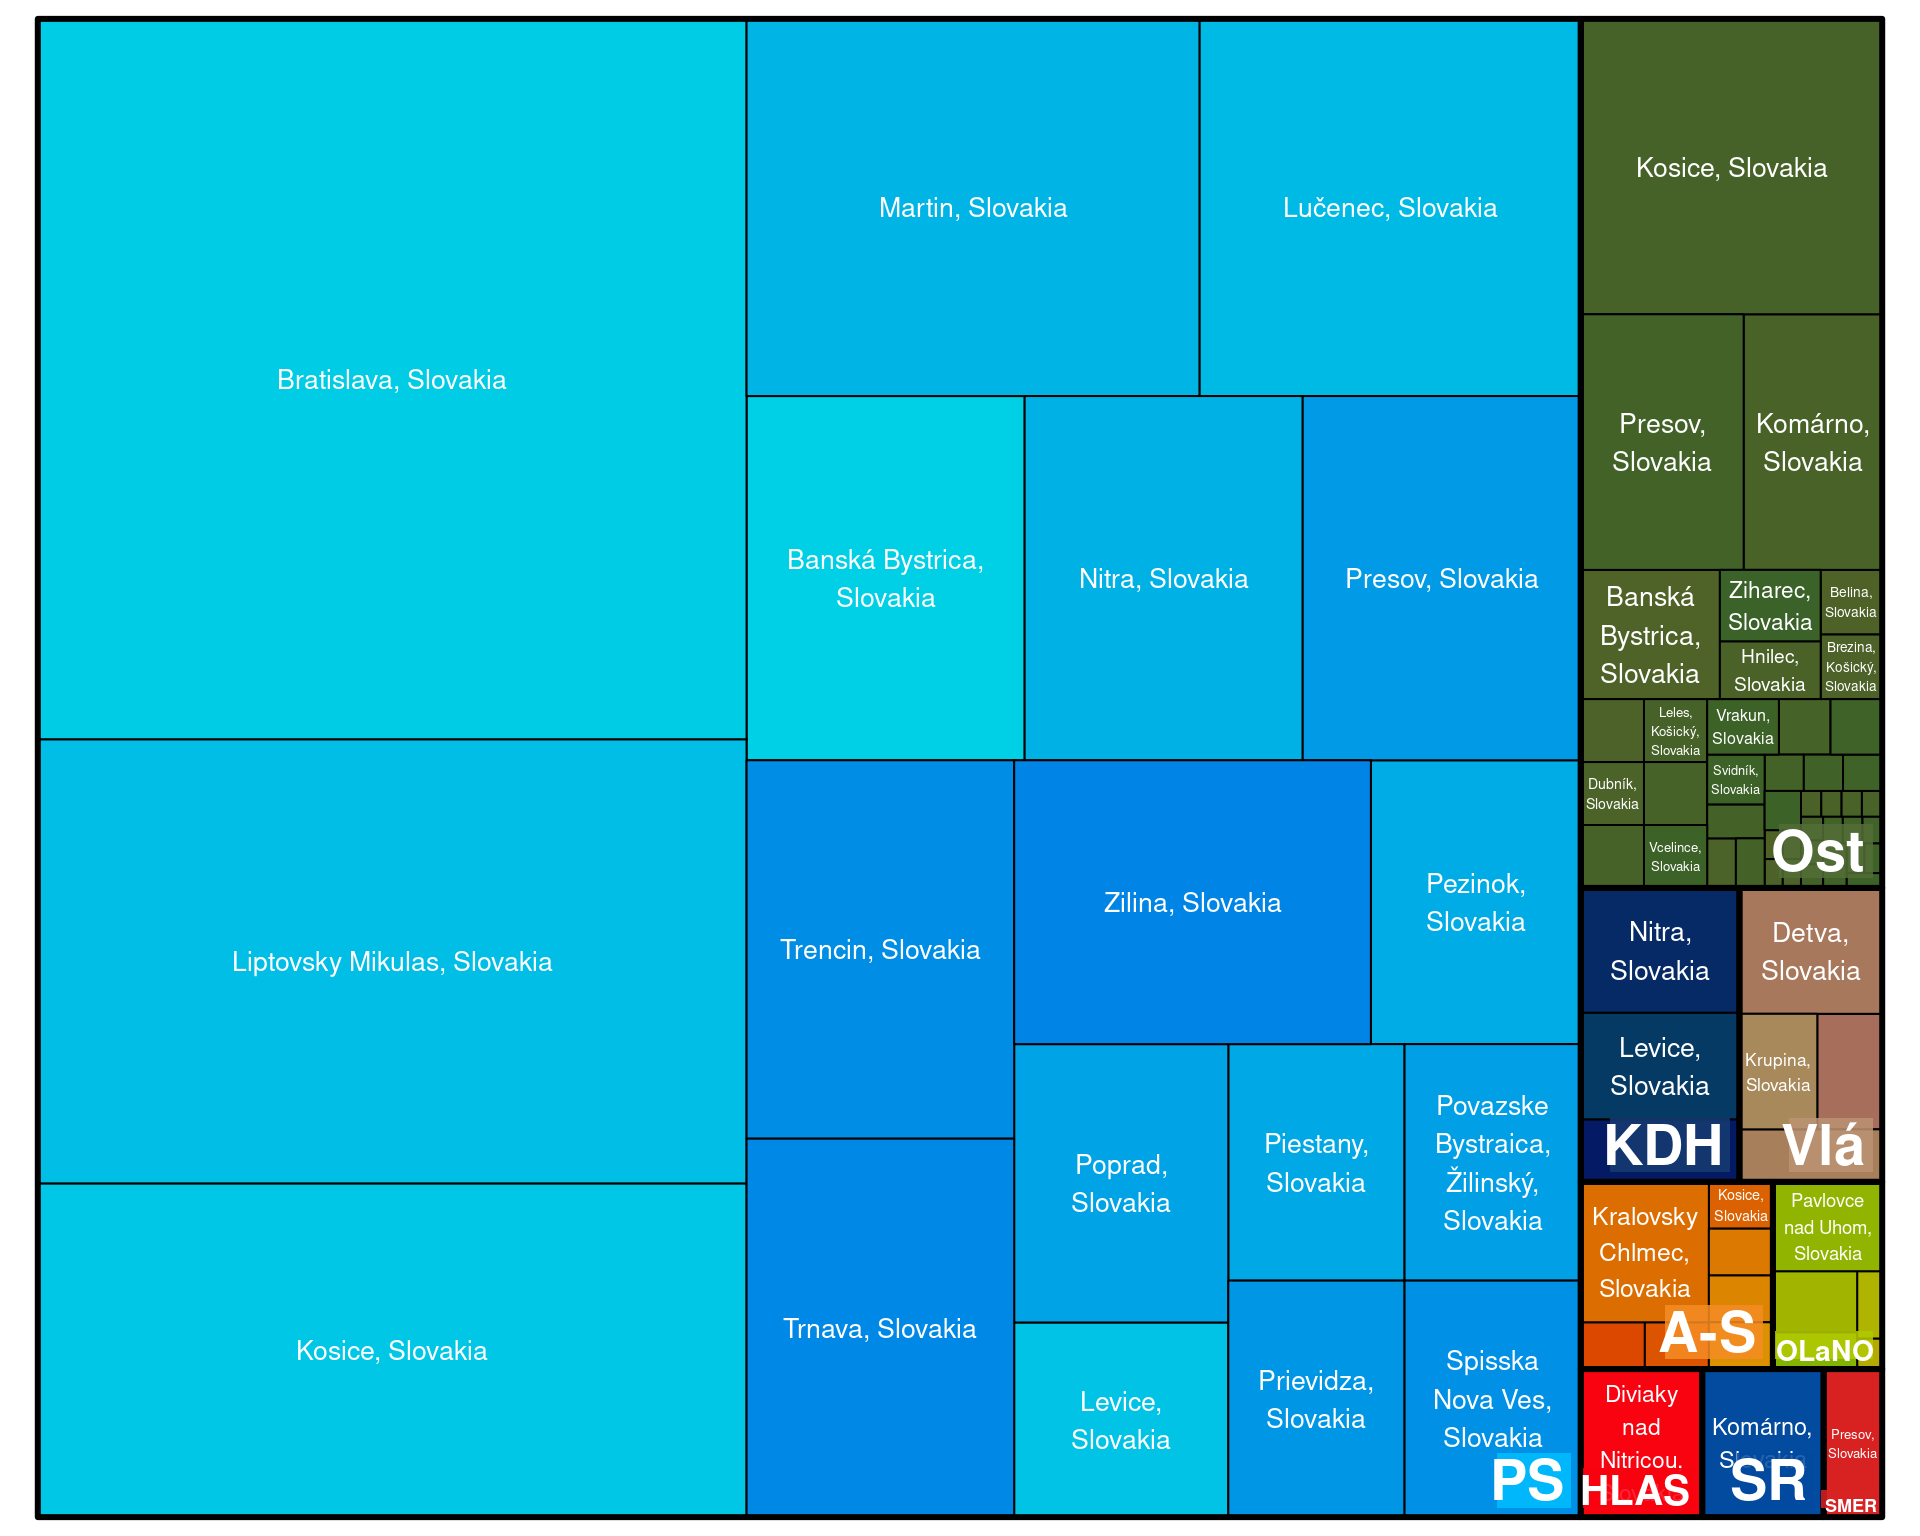 Bratislava, Slovakia
Liptovsky Mikulas, Slovakia
Kosice, Slovakia
Martin, Slovakia
Lučenec, Slovakia
Banská Bystrica,
Slovakia
Nitra, Slovakia
Presov, Slovakia
Trencin, Slovakia
Trnava, Slovakia
Zilina, Slovakia
Pezinok,
Slovakia
Poprad,
Slovakia
Levice,
Slovakia
Piestany,
Slovakia
Povazske
Bystraica,
Žilinský,
Slovakia
Prievidza,
Slovakia
Spisska
Nova Ves,
Slovakia
PS
Kosice, Slovakia
Presov,
Slovakia
Komárno,
Slovakia
Banská
Bystrica,
Slovakia
Ziharec,
Slovakia
Hnilec,
Slovakia
Belina,
Slovakia
Brezina,
Košický,
Slovakia
Leles,
Košický,
Slovakia
Dubník,
Slovakia
Vcelince,
Slovakia
Vrakun,
Slovakia
Svidník,
Slovakia
Ost
Nitra,
Slovakia
Levice,
Slovakia
KDH
Detva,
Slovakia
Krupina,
Slovakia
Vlá
Kralovsky
Chlmec,
Slovakia
Kosice,
Slovakia
A-S
Pavlovce
nad Uhom,
Slovakia
OLaNO
Diviaky
nad
Nitricou.
HLAS
Komárno,
Slovakia
SR
Presov,
Slovakia
SMER